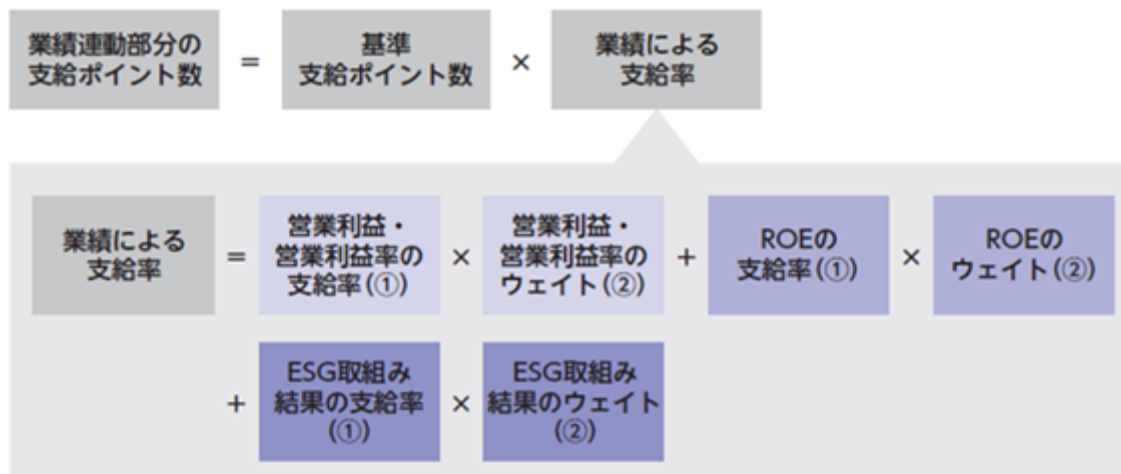 業績連動部分の
支給ポイント数
=
基準
支給ポイント数
×
業績による
支給率
業績による
支給率
=
営業利益・
営業利益率の
支給率(①)
×
営業利益・
営業利益率の
ウェイト(②)
+
ROEの
支給率(①)
×
ROEの
ウェイト(②)
+
ESG取組み
結果の支給率
(①)
×
ESG取組み
結果のウェイト
(②)